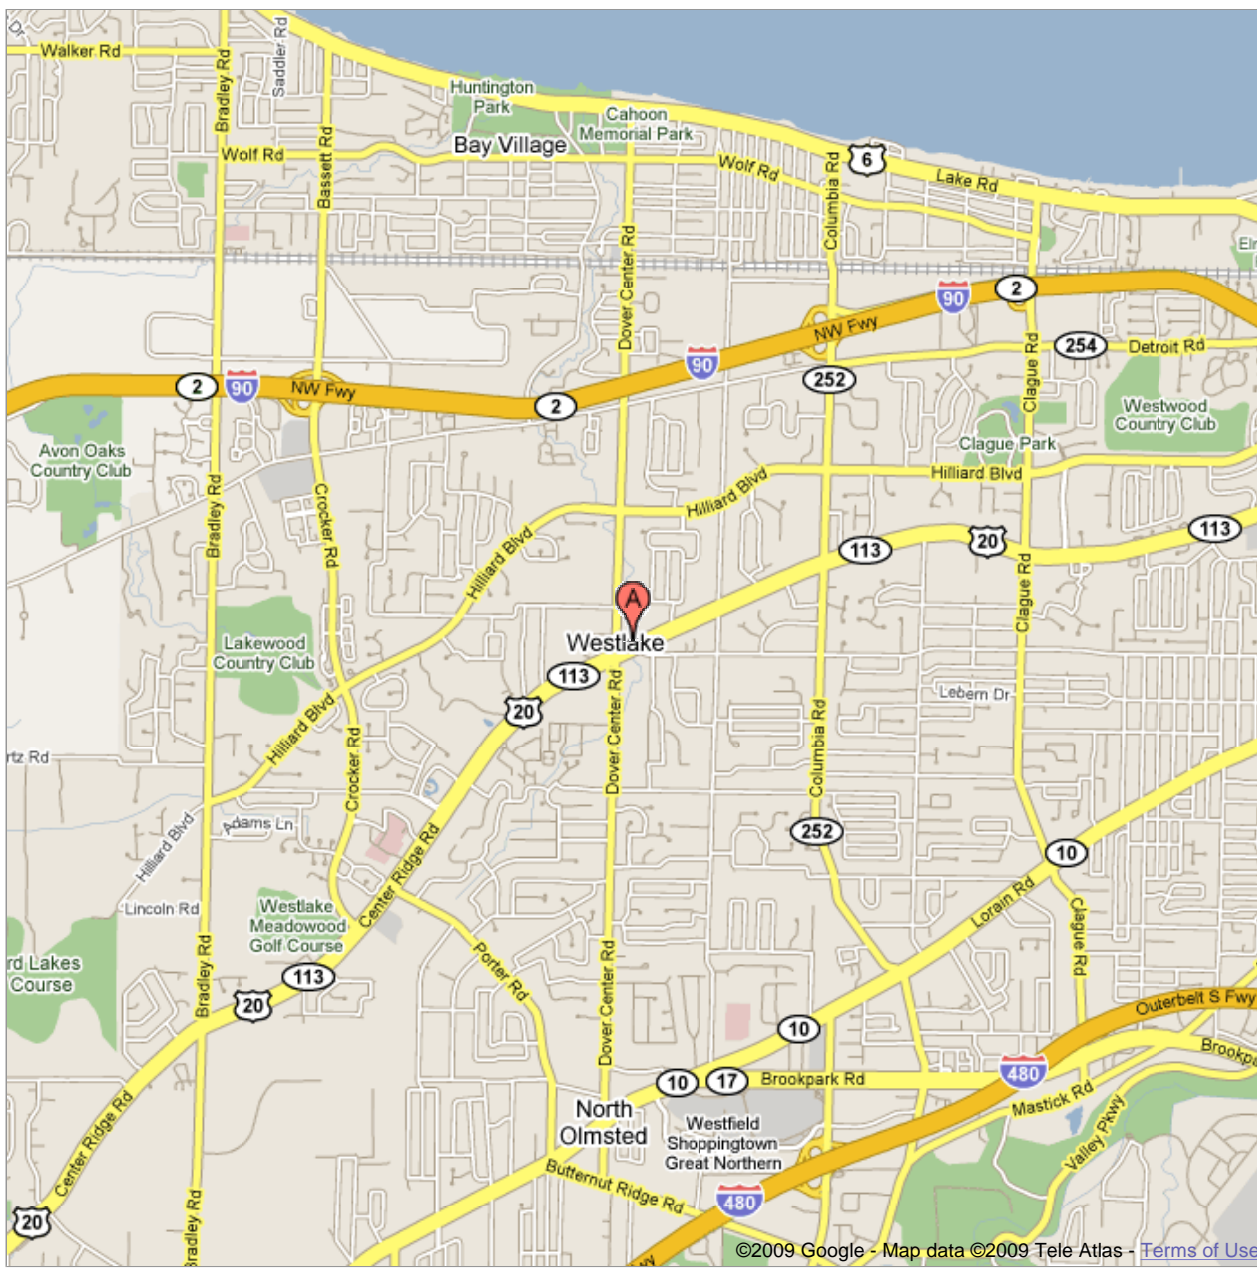 Dr
Walker Rd
Saddler Rd
Bradley Rd
Bassett Rd
Huntington
Park
Cahoon
Memorial Park
Bay Village
Wolf Rd
Wolf Rd
Columbia Rd
6
Lake Rd
Dover Center Rd
2
90
NW Fwy
254
Detroit Rd
Clague Rd
90
252
2
90
NW Fwy
2
Westwood
Country Club
Clague Park
Avon Oaks
Country Club
Hilliard Blvd
Hilliard Blvd
Bradley Rd
Crocker Rd
Hilliard Blvd
113
20
113
Clague Rd
A
Westlake
Lakewood
Country Club
113
20
Lebern Dr
Dover Center Rd
Columbia Rd
Hilliard Blvd
Crocker Rd
rtz Rd
Adams Ln
Hilliard Blvd
252
10
Center Ridge Rd
Lincoln Rd
Westlake
Meadowood
Golf Course
Lorain Rd
Clague Rd
Bradley Rd
rd Lakes
Course
Porter Rd
Dover Center Rd
113
20
Outerbelt S Fwy
10
10
17
Brookpark Rd
480
Brookpa
Mastick Rd
Valley Pkwy
North
Olmsted
Westfield
Shoppingtown
Great Northern
Center Ridge Rd
Butternut Ridge Rd
480
20
Bradley Rd
wy
©2009 Google - Map data ©2009 Tele Atlas - Terms of Use